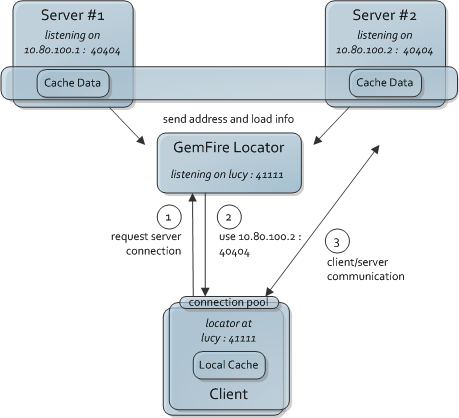 Server #1
listening on
10.80.100.1 : 40404
Cache Data
Server #2
listening on
10.80.100.2 : 40404
Cache Data
send address and load info
GemFire Locator
listening on lucy : 41111
1
request server
connection
2
use 10.80.100.2 :
40404
3
client/server
communication
connection pool
locator at
lucy : 41111
Local Cache
Client